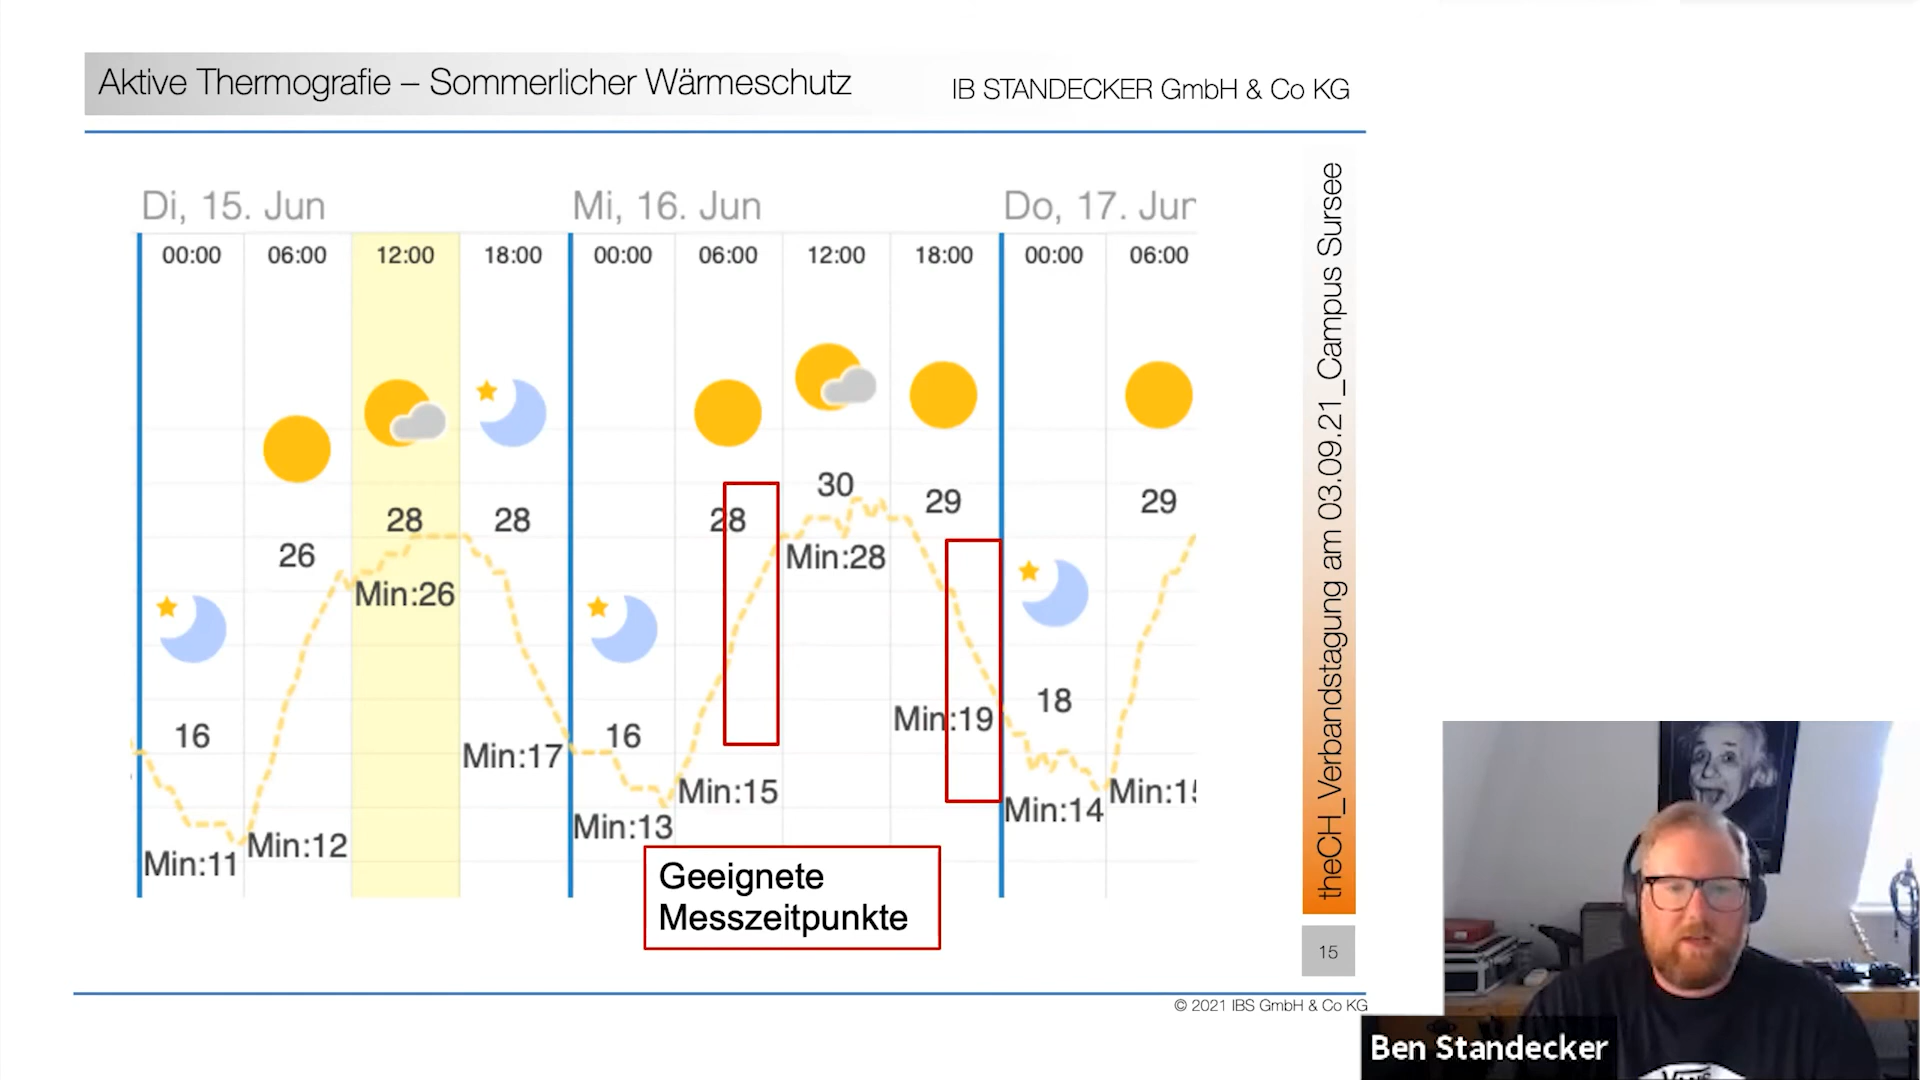 Aktive Thermografie – Sommerlicher Wärmeschutz
IB STANDECKER GmbH & Co KG
Di, 15. Jun
Mi, 16. Jun
Do, 17. Jun
00:00 06:00 12:00 18:00 00:00 06:00 12:00 18:00 00:00 06:00
30
28 28 28 29 29
26
Min:28
Min:26
18
16 16
Min:19
Min:17
Min:15 Min:15
Min:14
Min:13
Min:12
Min:11
Geeignete
Messzeitpunkte
theCH_Verbandstagung am 03.09.21_Campus Sursee
15
© 2021 IBS GmbH & Co KG
Ben Standecker
VANS